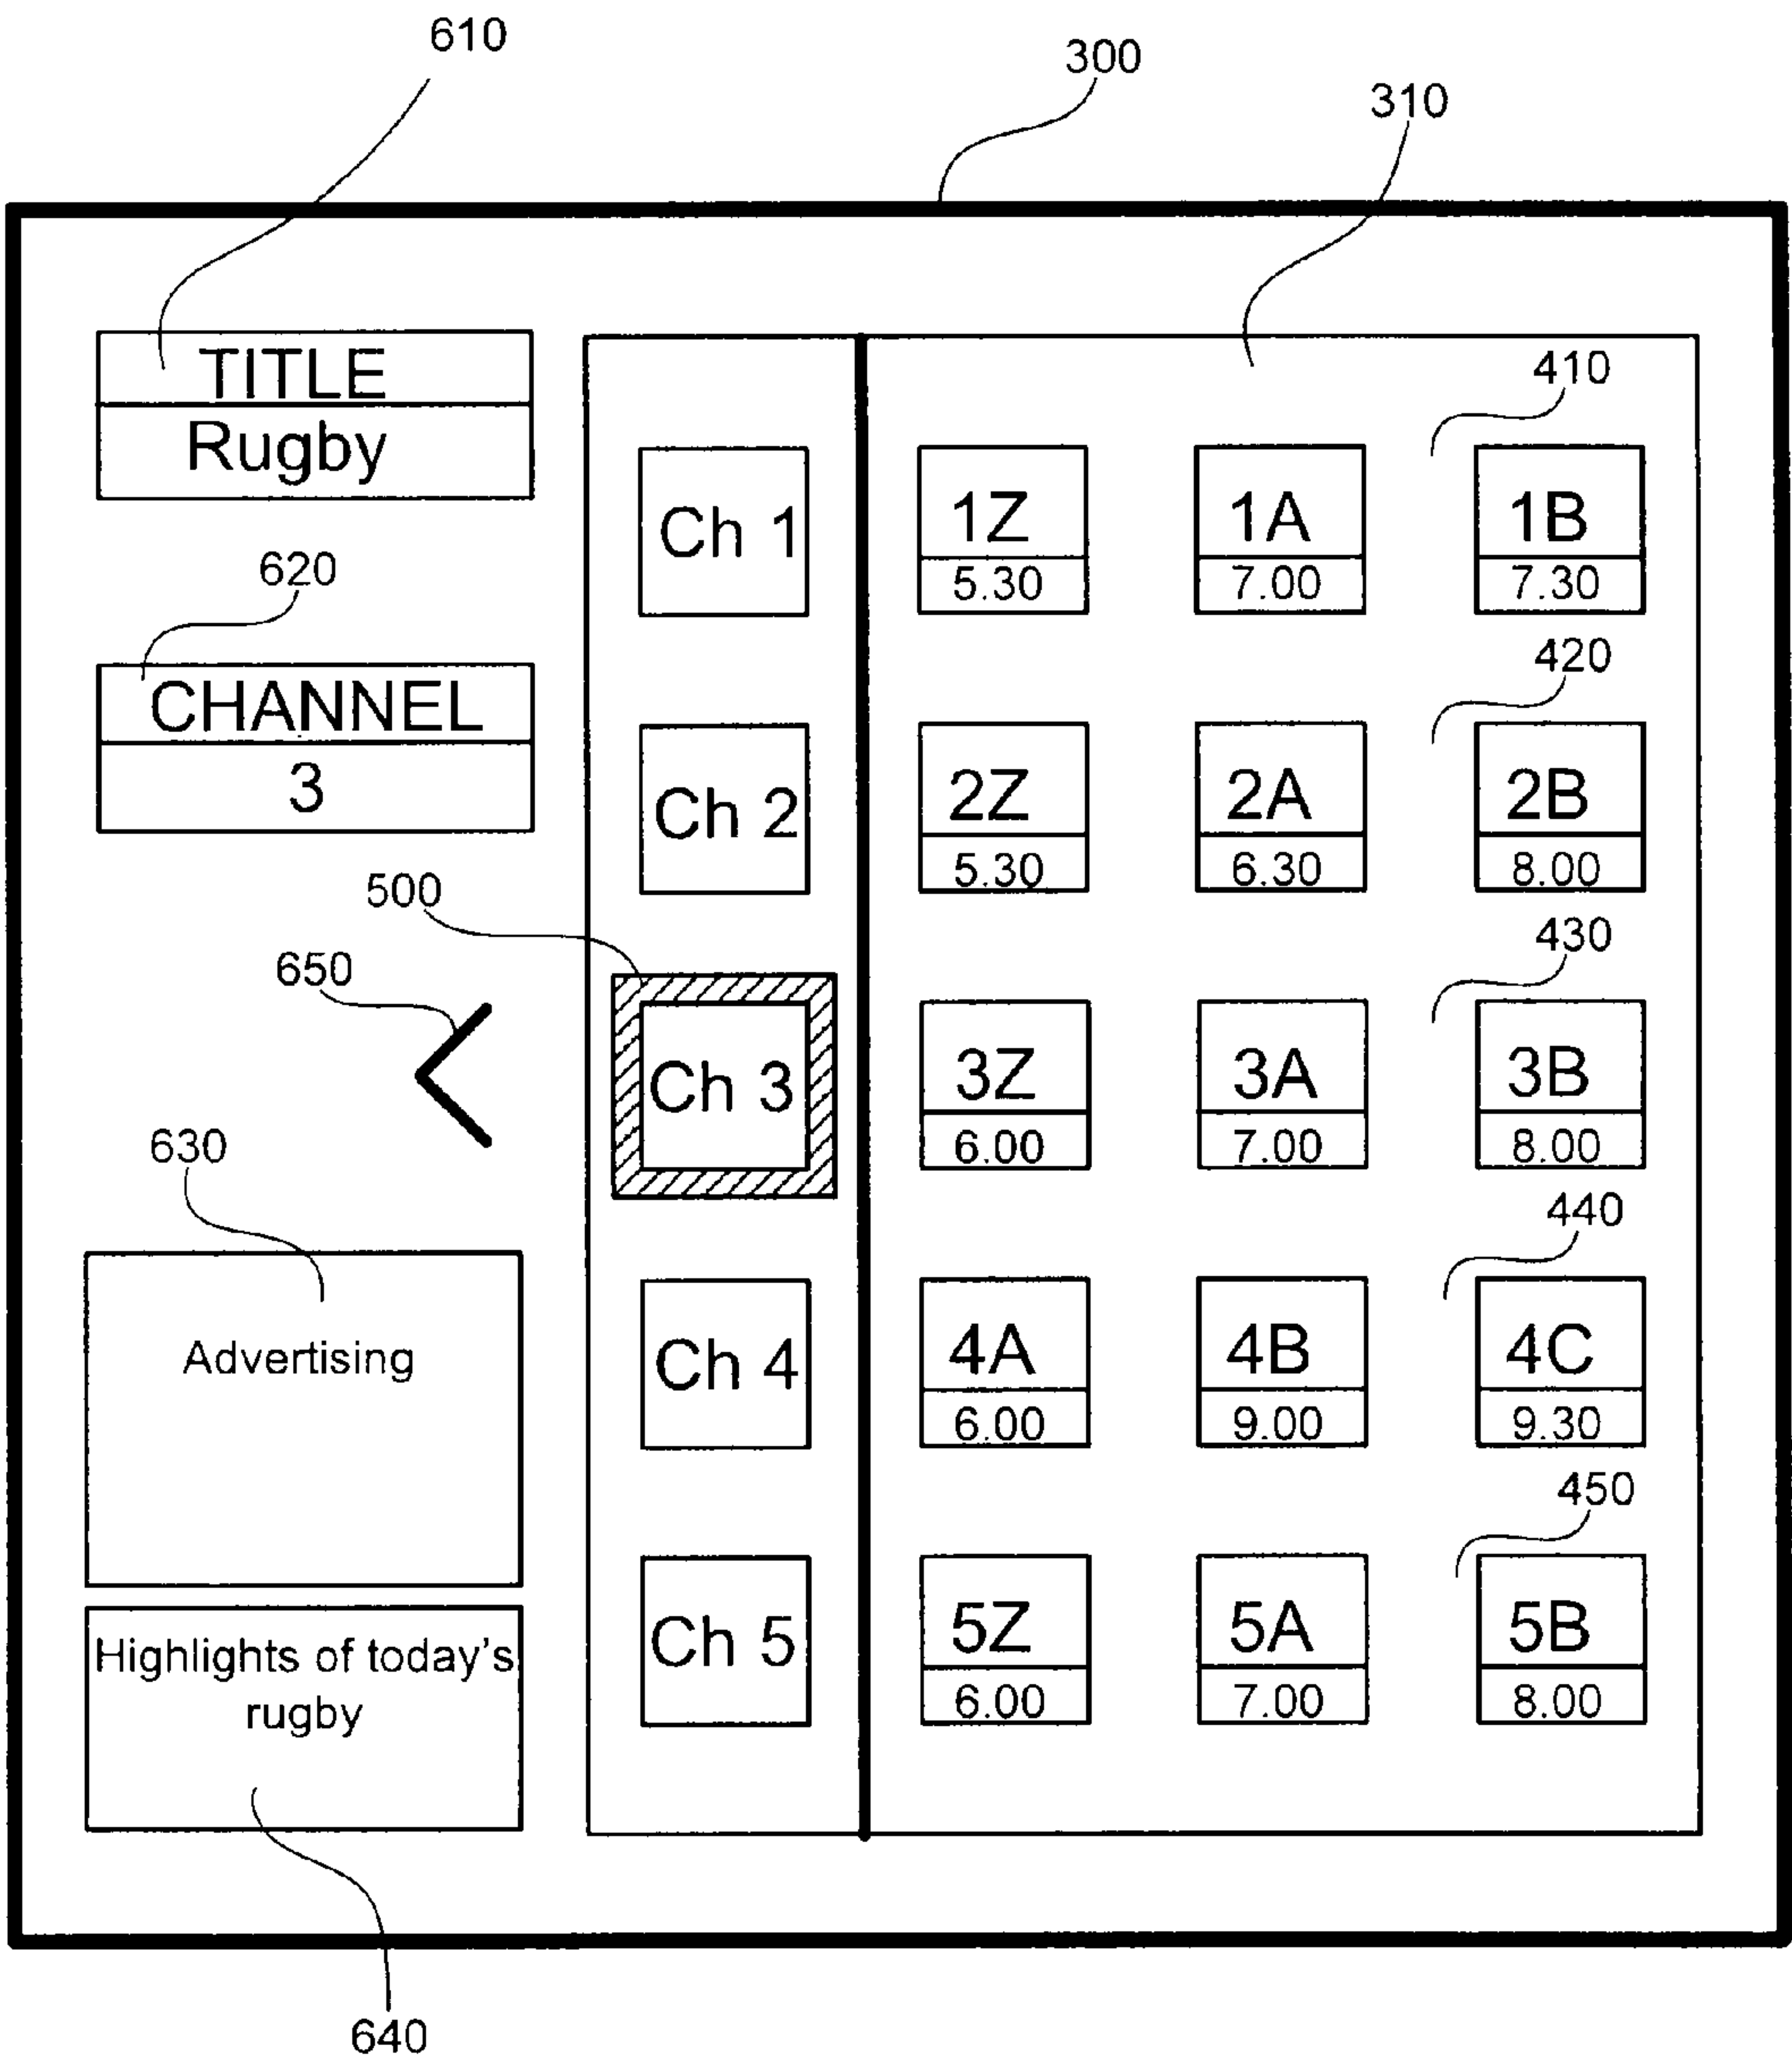 610
300
310
TITLE
Rugby
620
CHANNEL
3
500
650
630
Advertising
Highlights of today's
rugby
640
410
Ch 1
1Z
1A
1B
5.30
7.00
7.30
420
Ch 2
2Z
2A
2B
5.30
6.30
8.00
430
Ch 3
3Z
3A
3B
6.00
7.00
8.00
440
Ch 4
4A
4B
4C
6.00
9.00
9.30
450
Ch 5
5Z
5A
5B
6.00
7.00
8.00